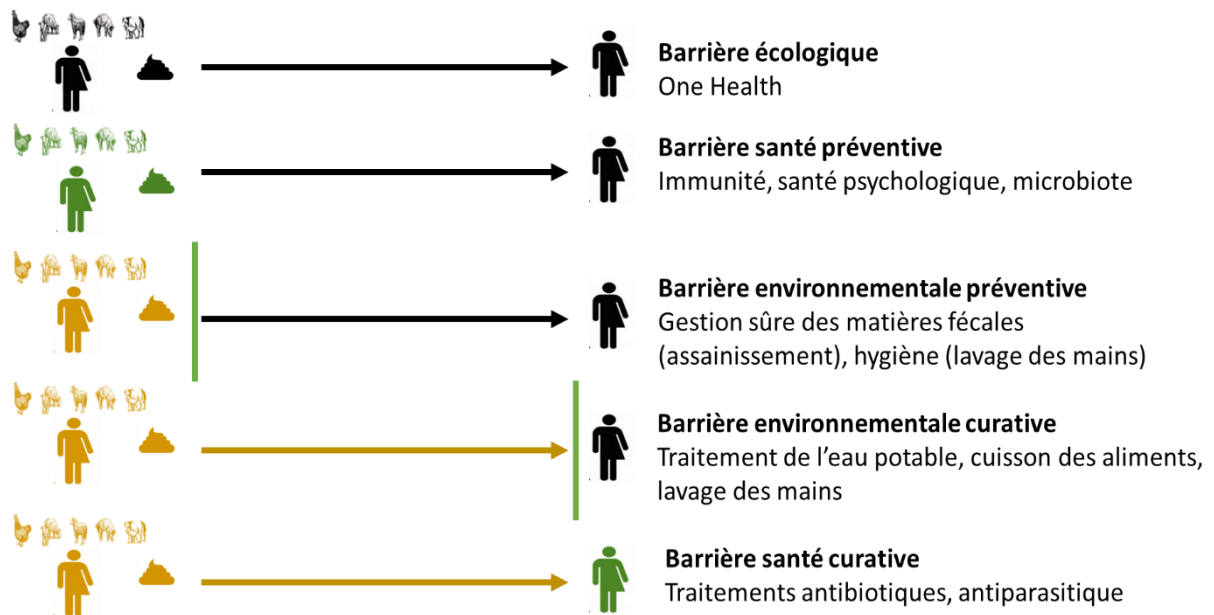 Barrière écologique
One Health
Barrière santé préventive
Immunité, santé psychologique, microbiote
Barrière environnementale préventive
Gestion sûre des matières fécales
(assainissement), hygiène (lavage des mains)
Barrière environnementale curative
Traitement de l’eau potable, cuisson des aliments,
lavage des mains
Barrière santé curative
Traitements antibiotiques, antiparasitique